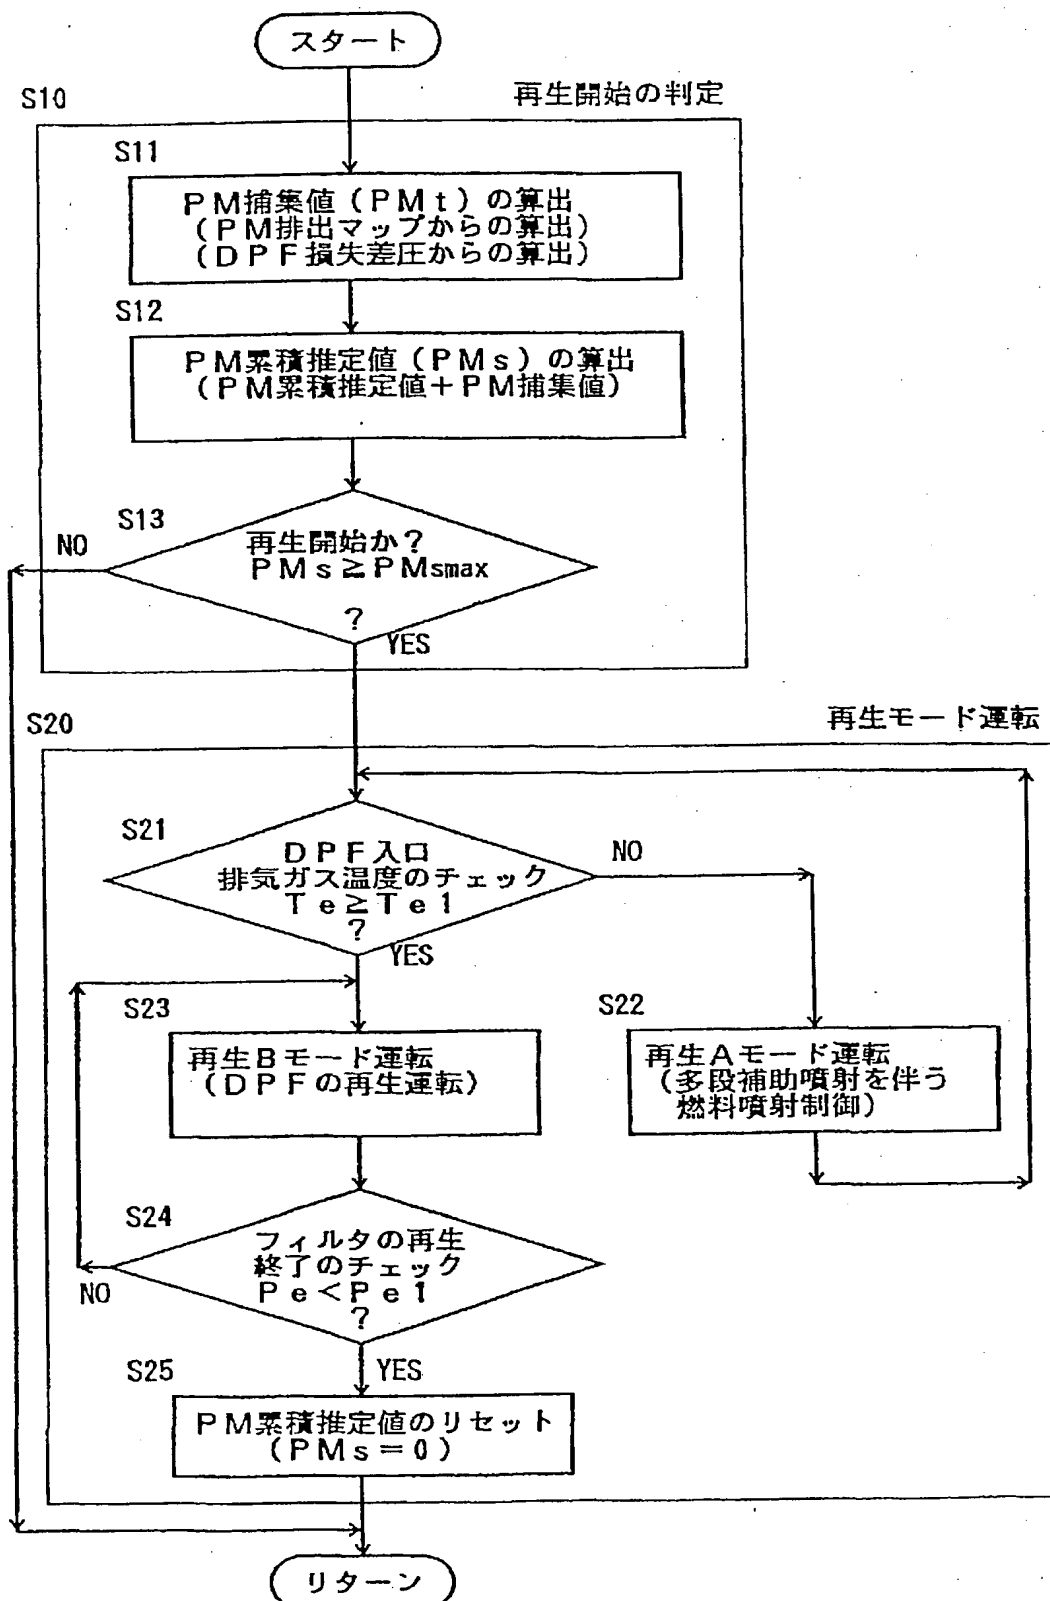 スタート
S10
再生開始の判定
S11
PM捕集値(PMt)の算出
(PM排出マップからの算出)
(DPF損失差圧からの算出)
S12
PM累積推定値(PMs)の算出
(PM累積推定値+PM捕集値)
S13
NO
再生開始か?
PMs≧PMsmax
?
YES
S20
再生モード運転
S21
DPF入口
排気ガス温度のチェック
Te≧Te1
?
NO
YES
S23
再生Bモード運転
(DPFの再生運転)
S22
再生Aモード運転
(多段補助噴射を伴う
燃料噴射制御)
S24
フィルタの再生
終了のチェック
Pe<Pe1
?
NO
YES
S25
PM累積推定値のリセット
(PMs=0)
リターン